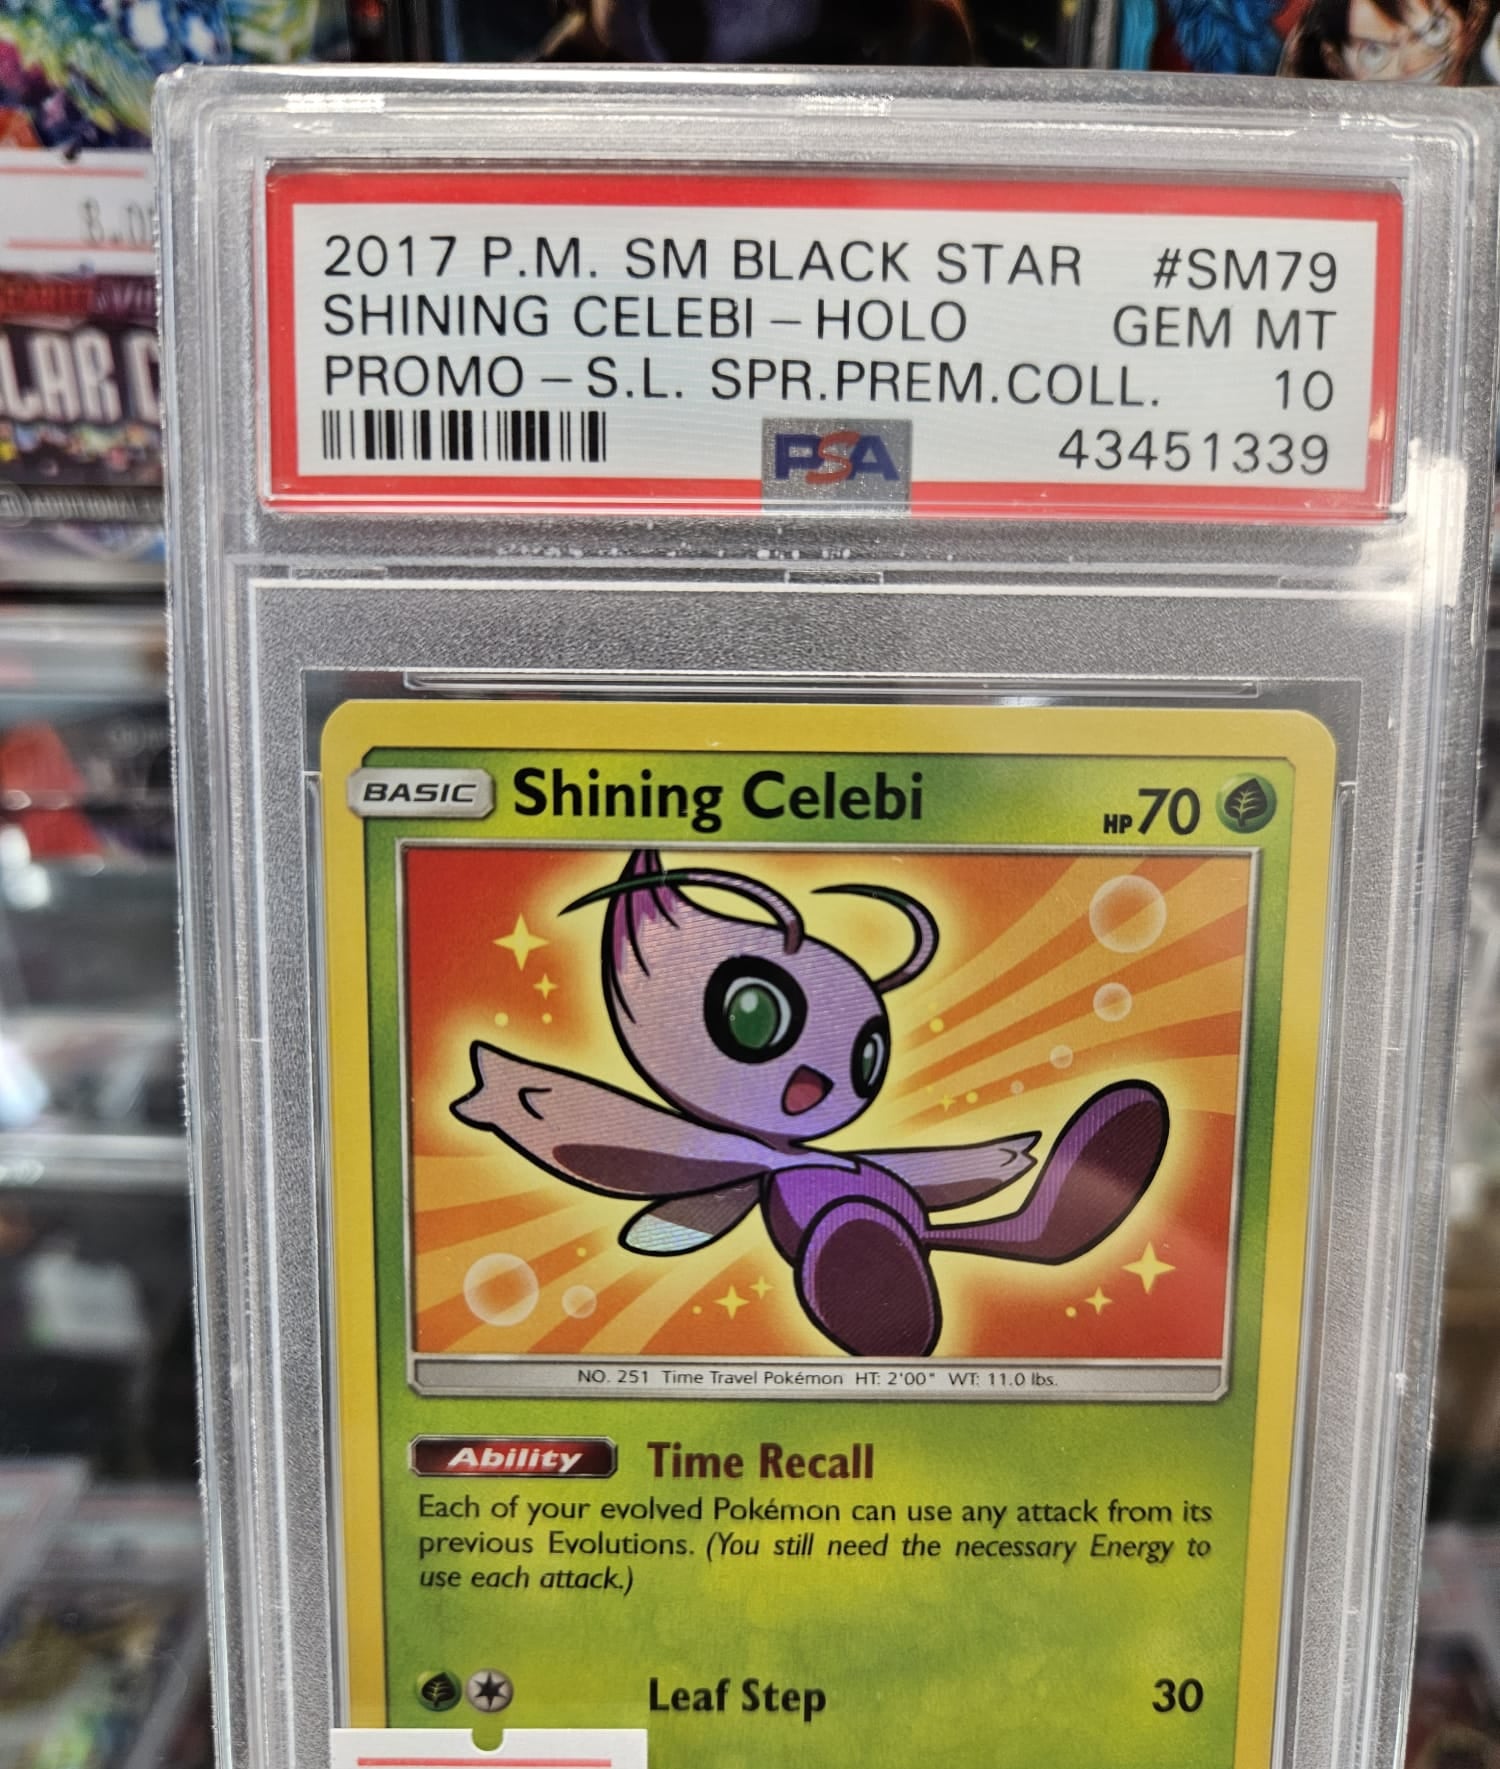 2017 P.M. SM BLACK STAR #SM79
SHINING CELEBI – HOLO GEM MT
PROMO – S.L. SPR.PREM.COLL. 10
PSA 43451339
BASIC Shining Celebi HP 70
NO. 251 Time Travel Pokémon HT: 2'00" WT: 11.0 lbs.
Ability Time Recall
Each of your evolved Pokémon can use any attack from its
previous Evolutions. (You still need the necessary Energy to
use each attack.)
Leaf Step 30